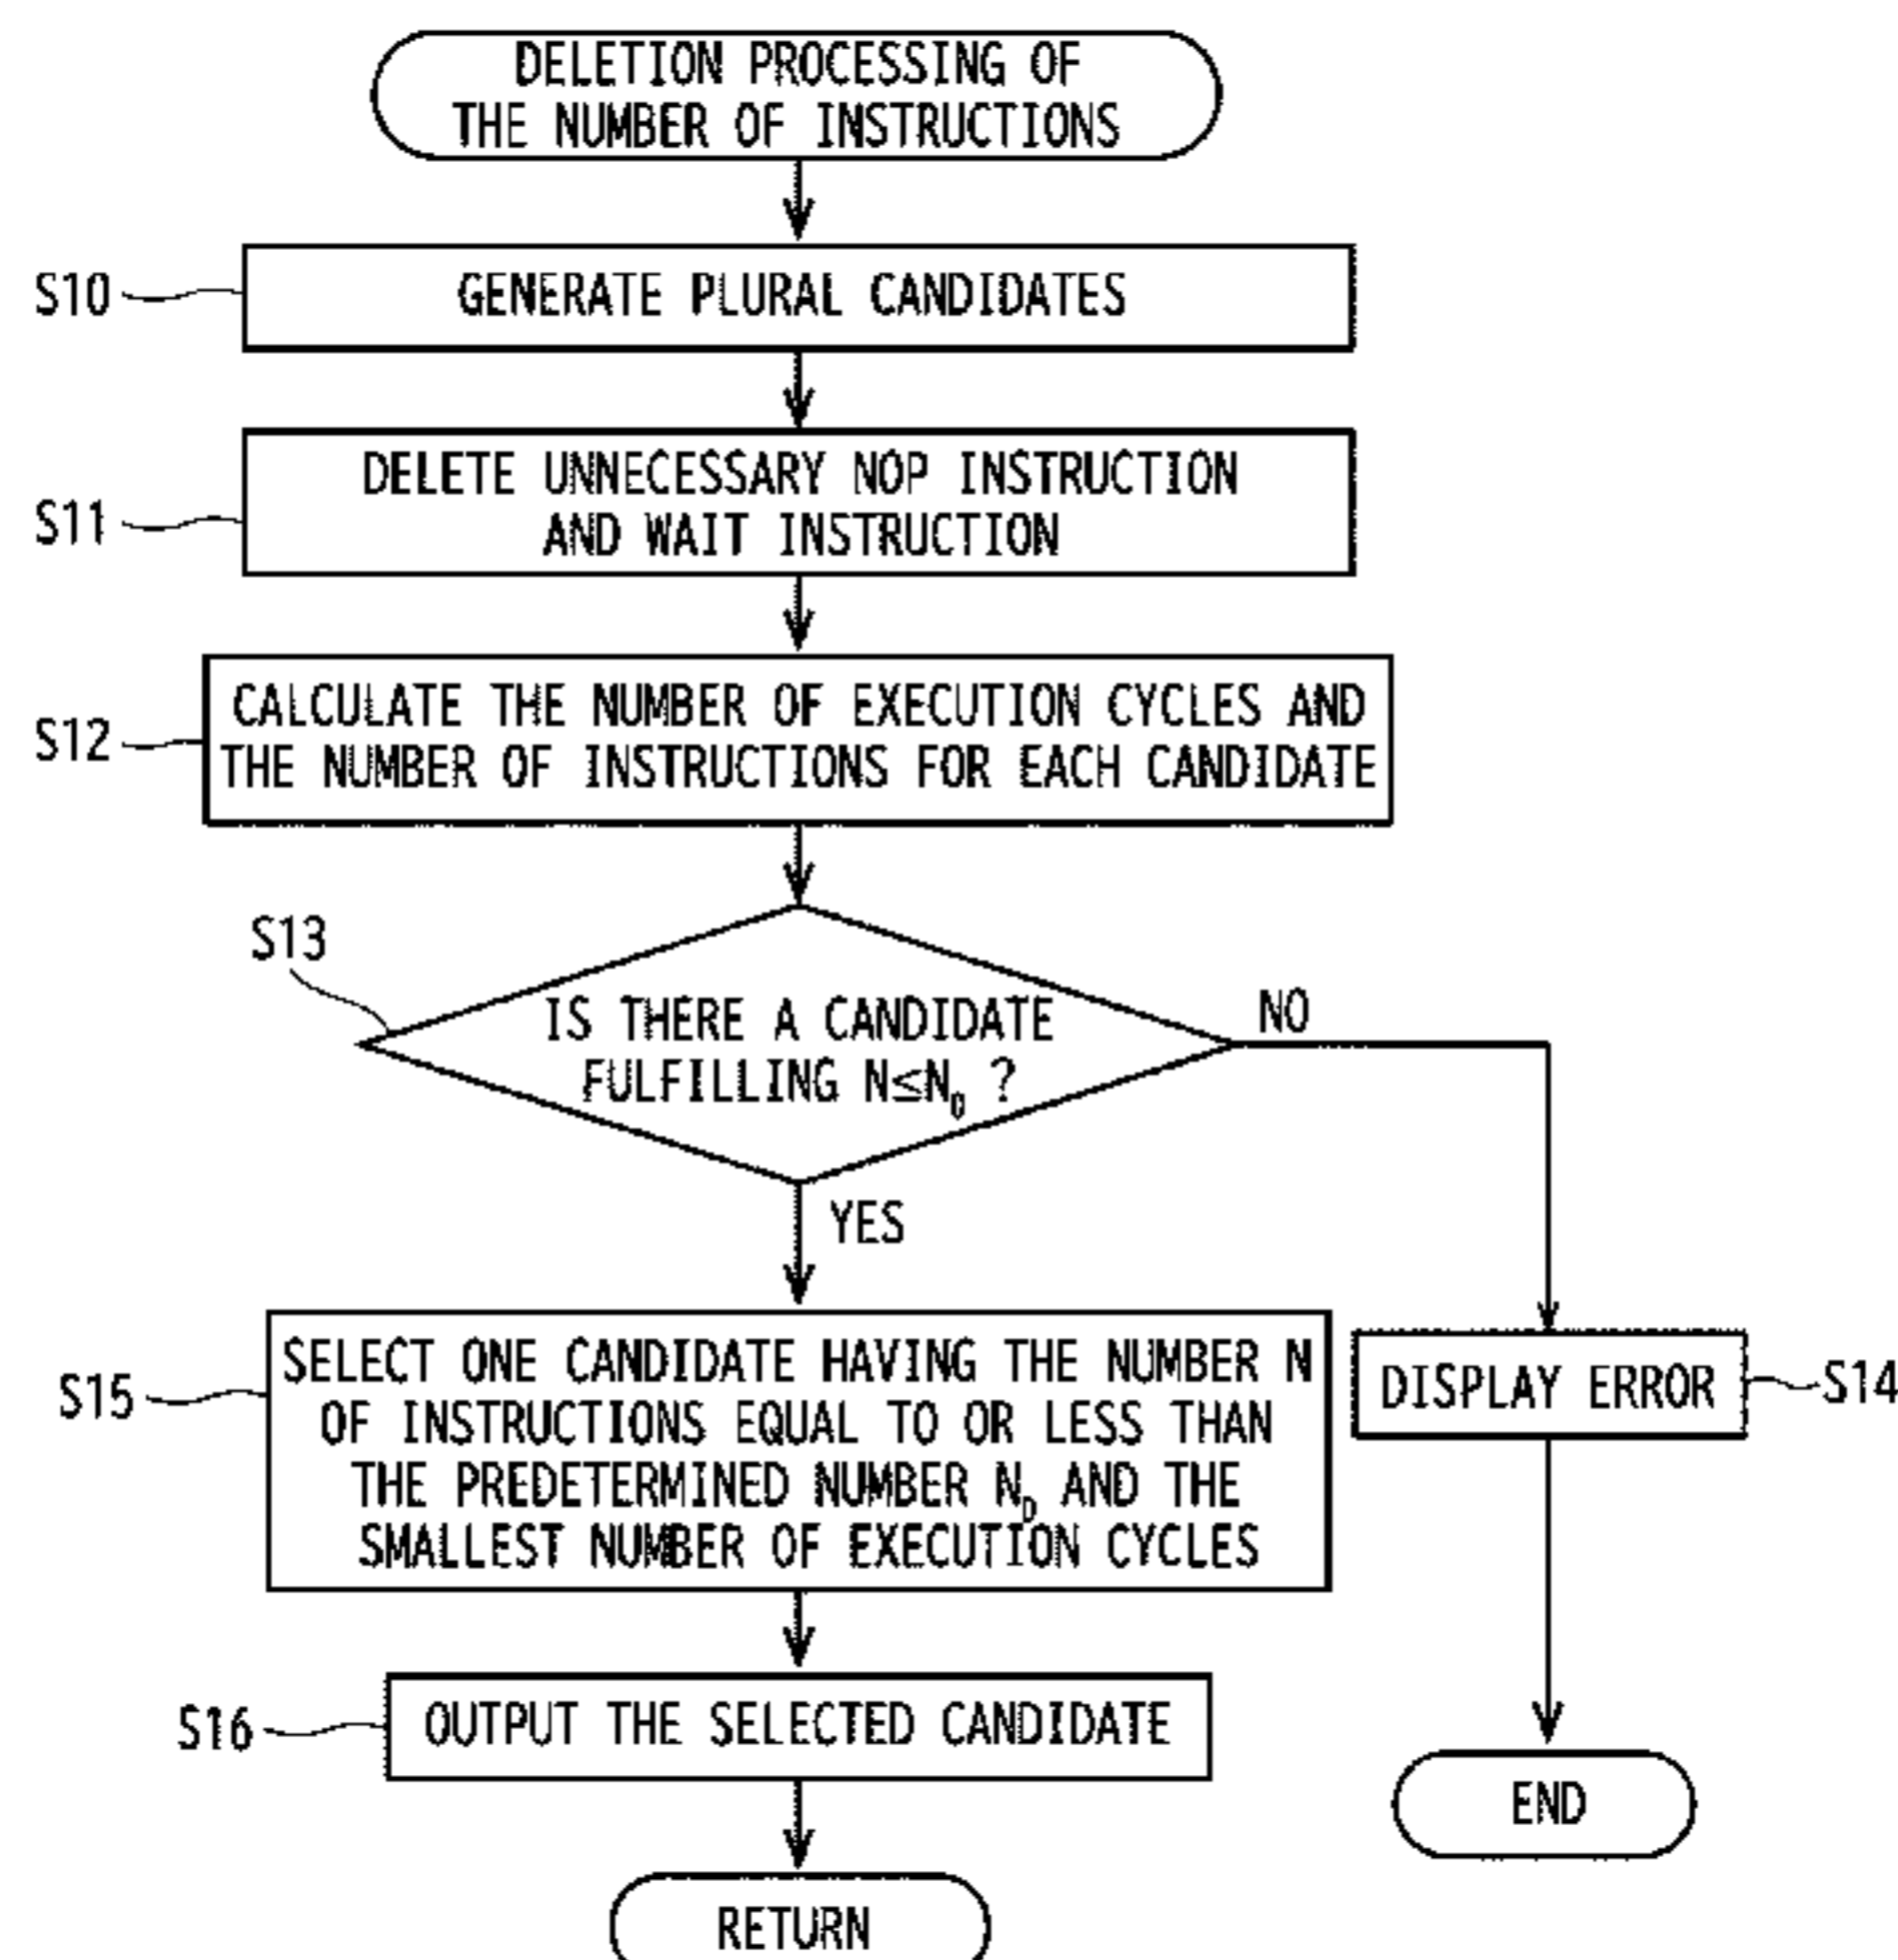 DELETION PROCESSING OF
THE NUMBER OF INSTRUCTIONS
S10
GENERATE PLURAL CANDIDATES
S11
DELETE UNNECESSARY NOP INSTRUCTION
AND WAIT INSTRUCTION
S12
CALCULATE THE NUMBER OF EXECUTION CYCLES AND
THE NUMBER OF INSTRUCTIONS FOR EACH CANDIDATE
S13
IS THERE A CANDIDATE
FULFILLING N≤N₀ ?
NO
YES
S15
SELECT ONE CANDIDATE HAVING THE NUMBER N
OF INSTRUCTIONS EQUAL TO OR LESS THAN
THE PREDETERMINED NUMBER N₀ AND THE
SMALLEST NUMBER OF EXECUTION CYCLES
DISPLAY ERROR
S14
S16
OUTPUT THE SELECTED CANDIDATE
END
RETURN